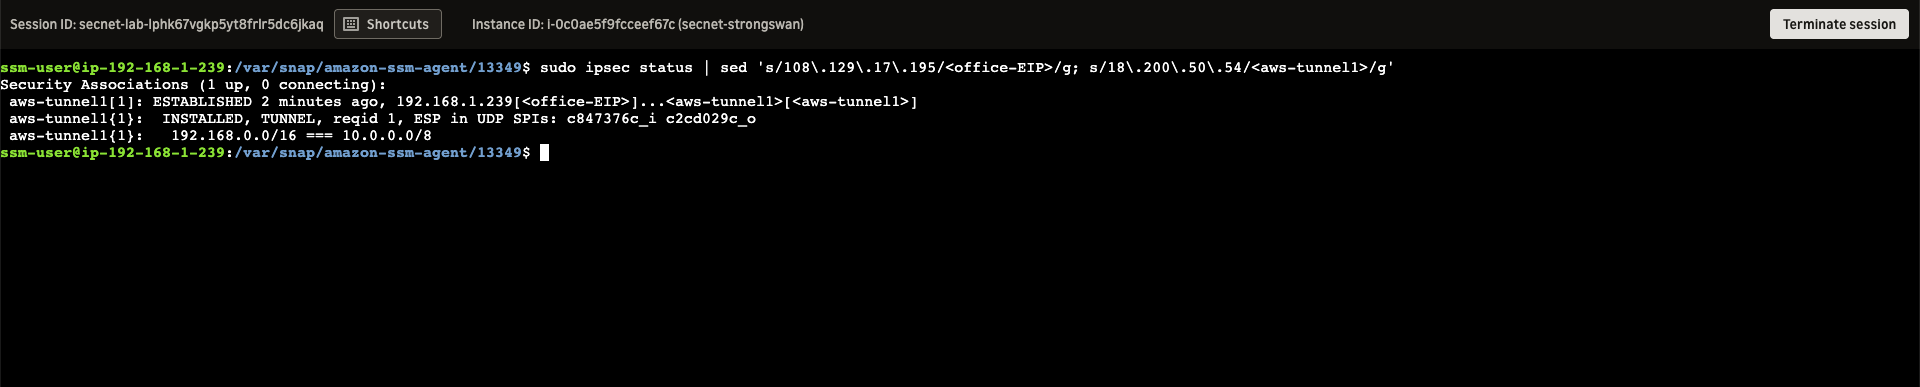 Session ID: secnet-lab-lphk67vgkp5yt8frlr5dc6jkaq Shortcuts Instance ID: i-0c0ae5f9fcceef67c (secnet-strongswan) Terminate session
ssm-user@ip-192-168-1-239:/var/snap/amazon-ssm-agent/13349$ sudo ipsec status | sed 's/108\.129\.17\.195/<office-EIP>/g; s/18\.200\.50\.54/<aws-tunnel1>/g'
Security Associations (1 up, 0 connecting):
 aws-tunnel1[1]: ESTABLISHED 2 minutes ago, 192.168.1.239[<office-EIP>]...<aws-tunnel1>[<aws-tunnel1>]
 aws-tunnel1{1}:  INSTALLED, TUNNEL, reqid 1, ESP in UDP SPIs: c847376c_i c2cd029c_o
 aws-tunnel1{1}:   192.168.0.0/16 === 10.0.0.0/8
ssm-user@ip-192-168-1-239:/var/snap/amazon-ssm-agent/13349$